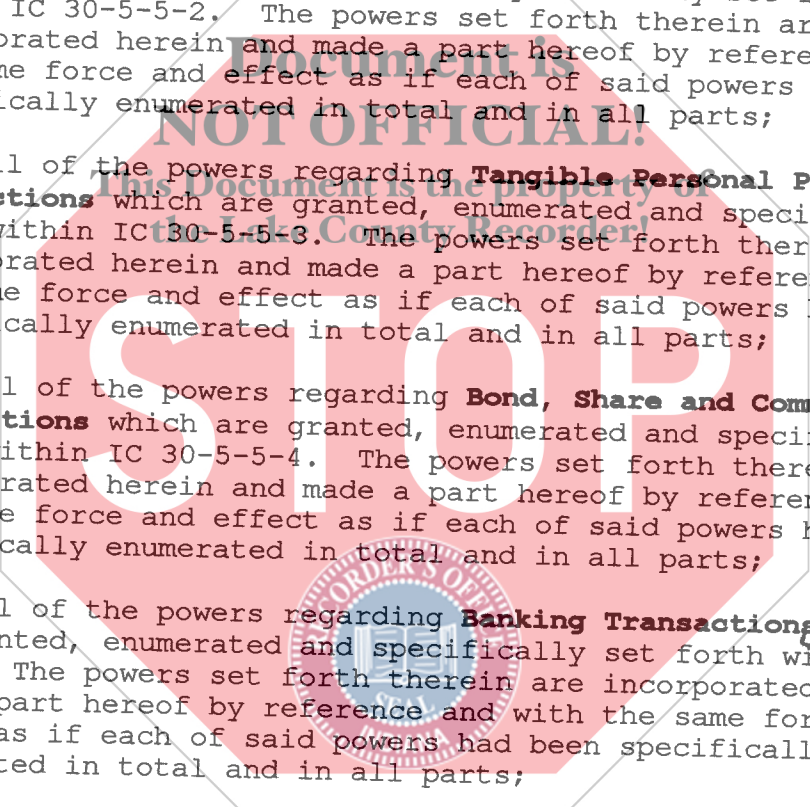 IC 30-5-5-2. The powers set forth therein ar
orated herein and made a part hereof by refere
me force and effect as if each of said powers
ically enumerated in total and in all parts;
Document is
NOT OFFICIAL!
This Document is the property of
the Lake County Recorder!
ll of the powers regarding Tangible Personal P
ctions which are granted, enumerated and speci
within IC 30-5-5-3. The powers set forth ther
orated herein and made a part hereof by refere
me force and effect as if each of said powers
ically enumerated in total and in all parts;
STOP
l of the powers regarding Bond, Share and Comm
tions which are granted, enumerated and speci
ithin IC 30-5-5-4. The powers set forth there
rated herein and made a part hereof by referen
e force and effect as if each of said powers h
cally enumerated in total and in all parts;
l of the powers regarding Banking Transactions
nted, enumerated and specifically set forth wi
The powers set forth therein are incorporated
part hereof by reference and with the same for
as if each of said powers had been specificall
ted in total and in all parts;
RECORDER'S OFFICE
SEAL